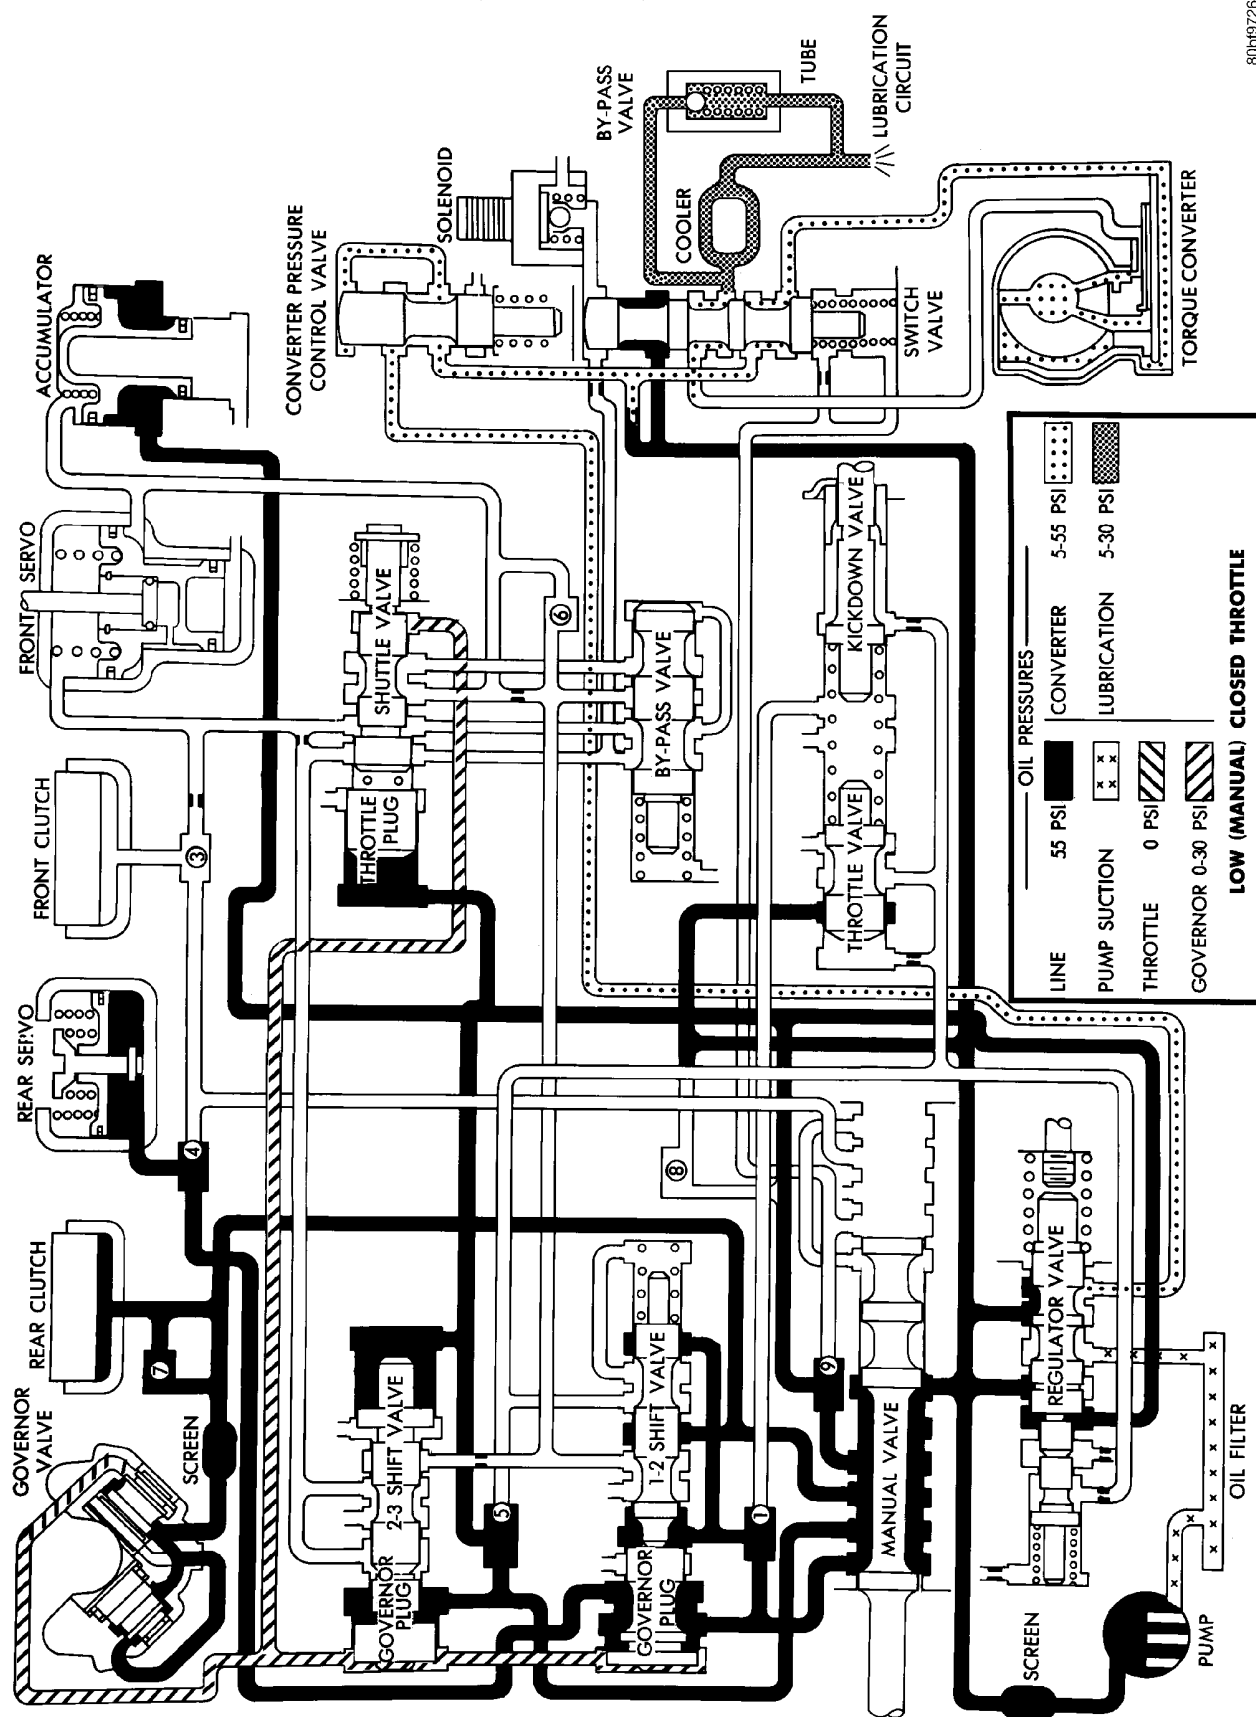 GOVERNOR
VALVE
SCREEN
REAR CLUTCH
7
4
REAR SERVO
FRONT CLUTCH
3
FRONT SERVO
ACCUMULATOR
GOVERNOR
PLUG
2-3 SHIFT VALVE
5
THROTTLE
PLUG
SHUTTLE VALVE
6
CONVERTER PRESSURE
CONTROL VALVE
SOLENOID
GOVERNOR
PLUG
1-2 SHIFT VALVE
1
8
BY-PASS VALVE
BY-PASS
VALVE
TUBE
COOLER
LUBRICATION
CIRCUIT
MANUAL VALVE
9
THROTTLE VALVE
KICKDOWN VALVE
SWITCH
VALVE
TORQUE CONVERTER
SCREEN
PUMP
REGULATOR VALVE
OIL FILTER
OIL PRESSURES
LINE 55 PSI
CONVERTER 5-55 PSI
PUMP SUCTION
LUBRICATION 5-30 PSI
THROTTLE 0 PSI
GOVERNOR 0-30 PSI
LOW (MANUAL) CLOSED THROTTLE
80bf9726